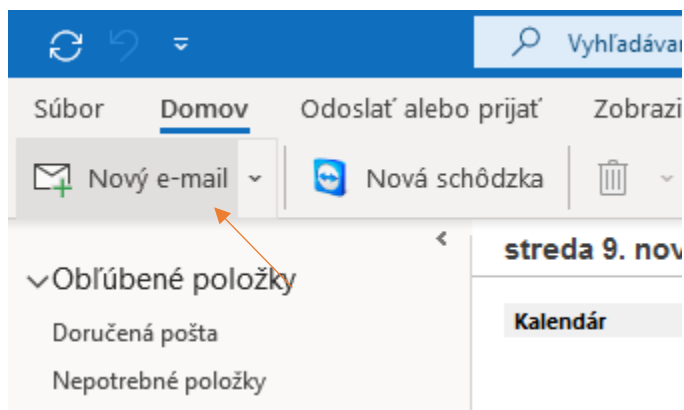 Vyhľadávan
Súbor Domov Odoslať alebo prijať Zobrazi
Nový e-mail Nová schôdzka
streda 9. nov
Obľúbené položky
Kalendár
Doručená pošta
Nepotrebné položky